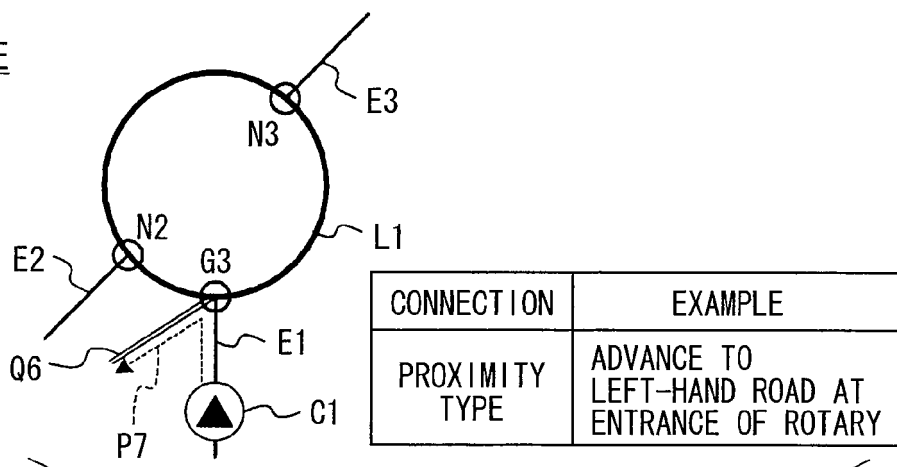 E
E3
N3
N2
L1
E2
G3
E1
Q6
C1
P7
CONNECTION EXAMPLE
PROXIMITY TYPE
ADVANCE TO
LEFT-HAND ROAD AT
ENTRANCE OF ROTARY